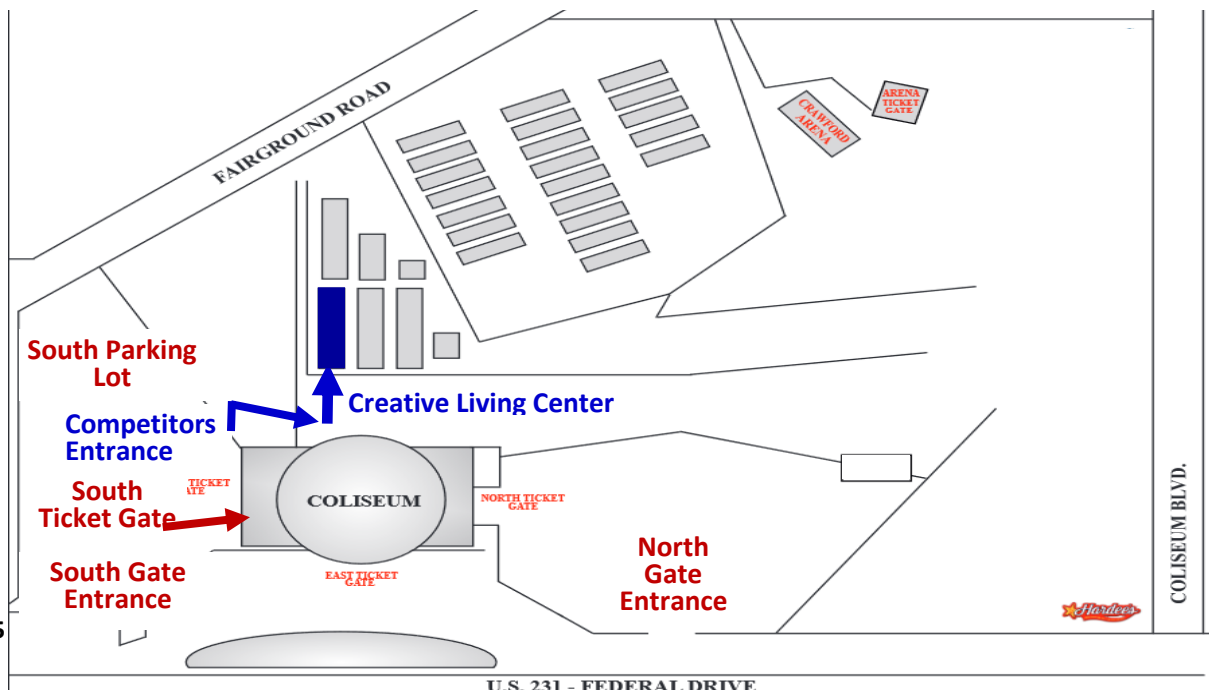 FAIRGROUND ROAD
ARENA
TICKET
GATE
CRAWFORD
ARENA
South Parking
Lot
Creative Living Center
Competitors
Entrance
TICKET
South
Ticket Gate
COLISEUM
NORTH TICKET
GATE
COLISEUM BLVD.
South Gate
Entrance
EAST TICKET
GATE
North
Gate
Entrance
Hardee's
U.S. 231 - FEDERAL DRIVE